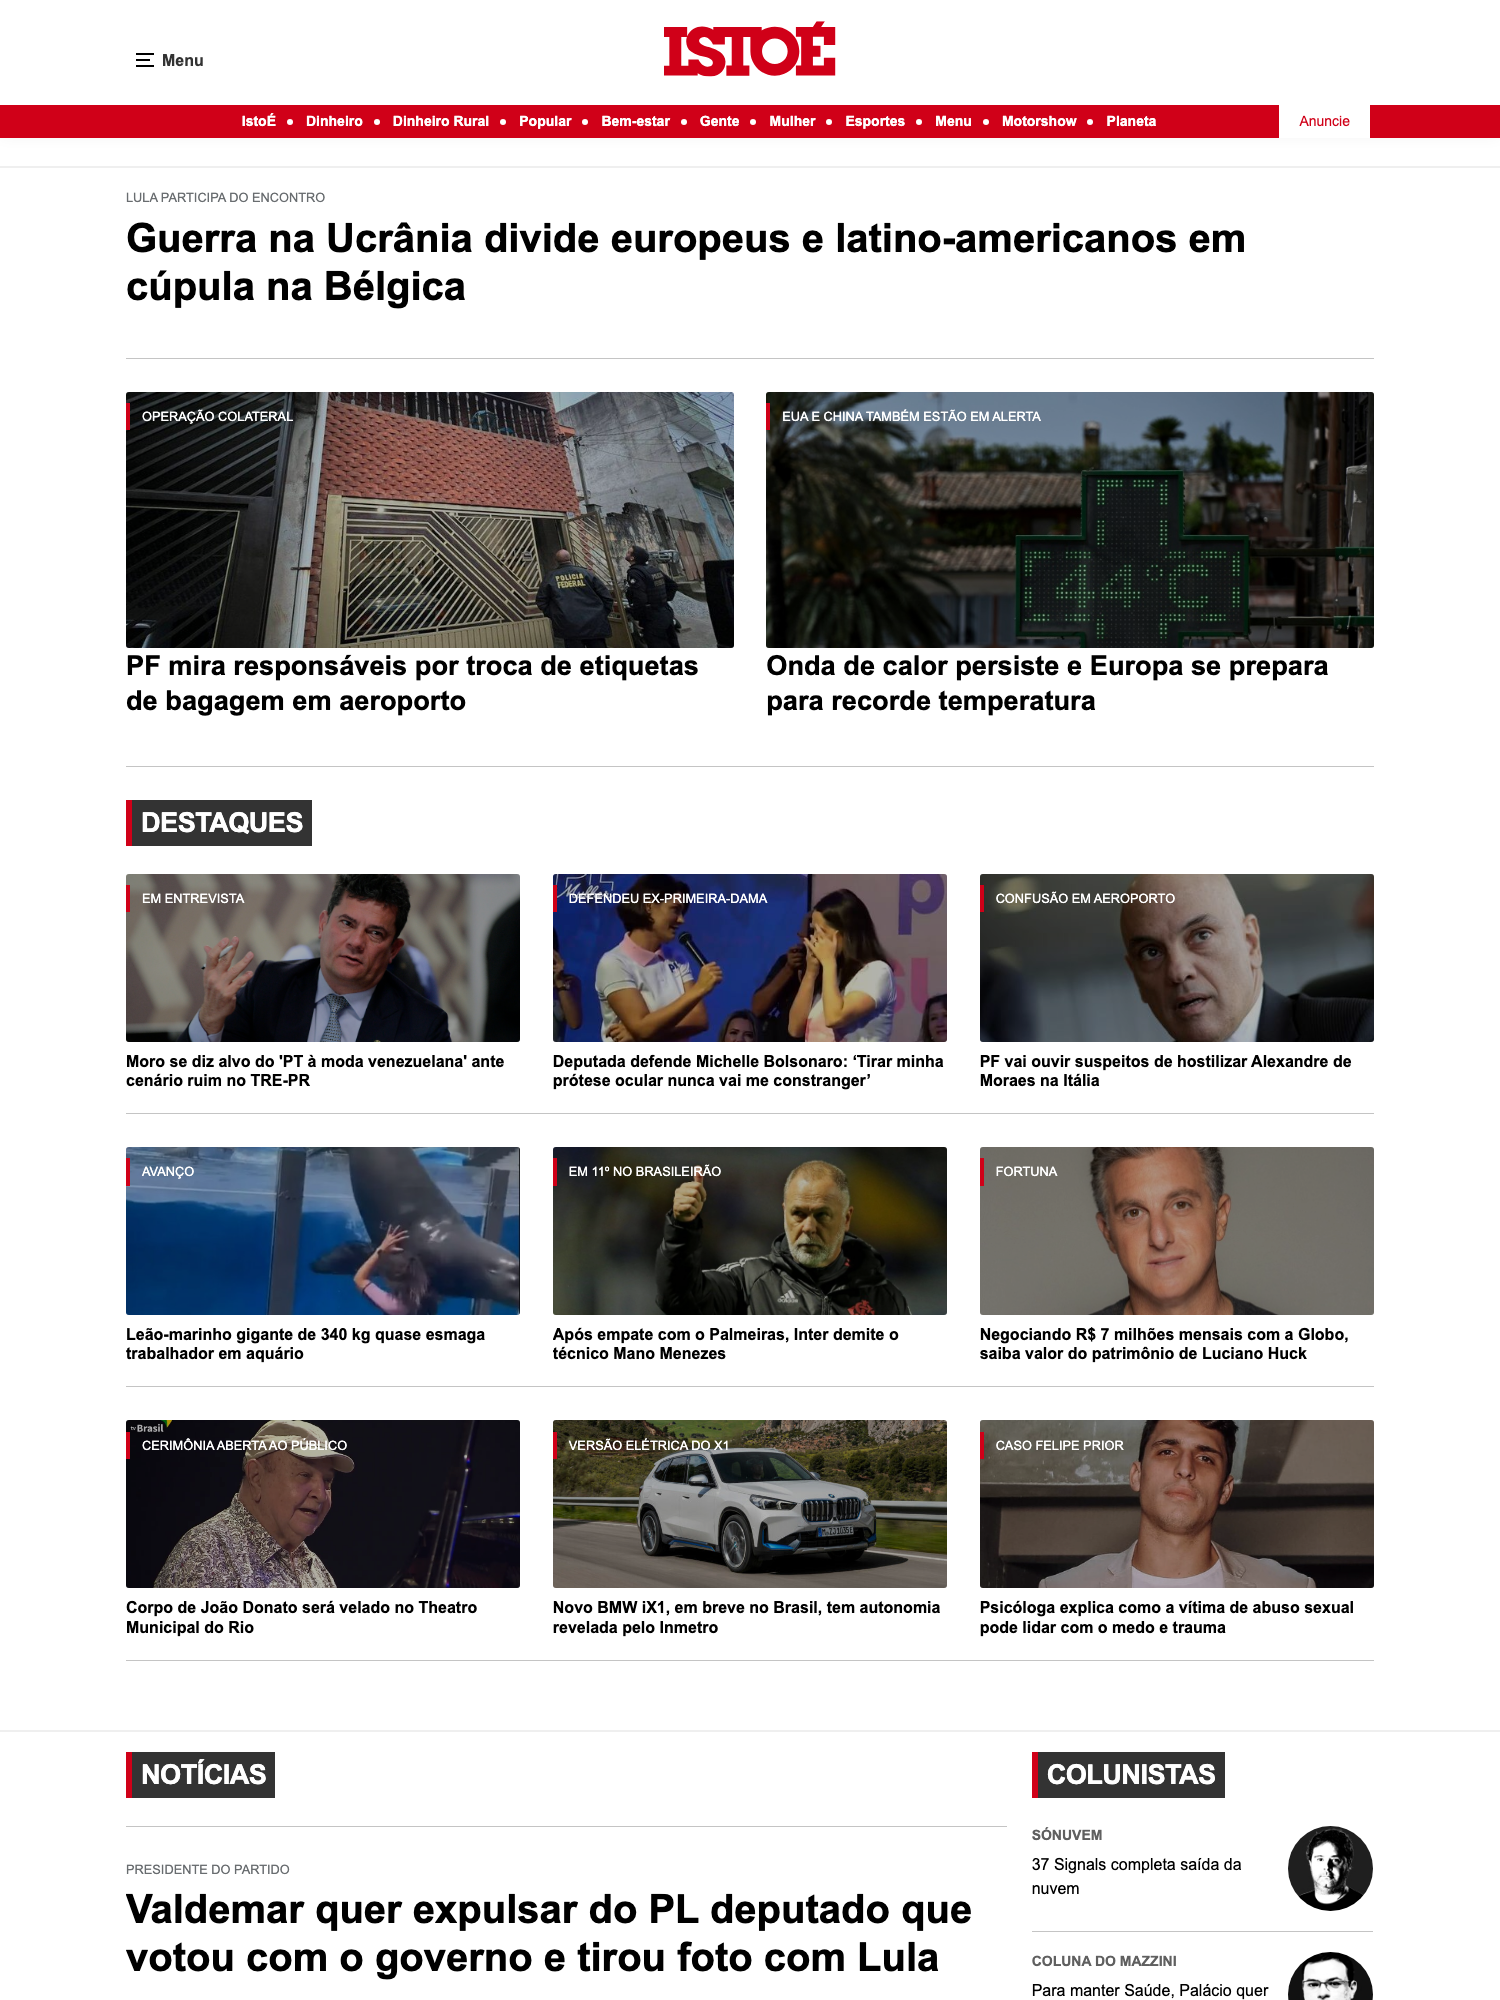 Menu
ISTOÉ
IstoÉ • Dinheiro • Dinheiro Rural • Popular • Bem-estar • Gente • Mulher • Esportes • Menu • Motorshow • Planeta
Anuncie
LULA PARTICIPA DO ENCONTRO
Guerra na Ucrânia divide europeus e latino-americanos em
cúpula na Bélgica
OPERAÇÃO COLATERAL
POLÍCIA
FEDERAL
PF mira responsáveis por troca de etiquetas
de bagagem em aeroporto
EUA E CHINA TAMBÉM ESTÃO EM ALERTA
44°C
Onda de calor persiste e Europa se prepara
para recorde temperatura
DESTAQUES
EM ENTREVISTA
Moro se diz alvo do 'PT à moda venezuelana' ante
cenário ruim no TRE-PR
DEFENDEU EX-PRIMEIRA-DAMA
Deputada defende Michelle Bolsonaro: ‘Tirar minha
prótese ocular nunca vai me constranger’
CONFUSÃO EM AEROPORTO
PF vai ouvir suspeitos de hostilizar Alexandre de
Moraes na Itália
AVANÇO
Leão-marinho gigante de 340 kg quase esmaga
trabalhador em aquário
EM 11º NO BRASILEIRÃO
Após empate com o Palmeiras, Inter demite o
técnico Mano Menezes
FORTUNA
Negociando R$ 7 milhões mensais com a Globo,
saiba valor do patrimônio de Luciano Huck
tv Brasil
CERIMÔNIA ABERTA AO PÚBLICO
Corpo de João Donato será velado no Theatro
Municipal do Rio
VERSÃO ELÉTRICA DO X1
Novo BMW iX1, em breve no Brasil, tem autonomia
revelada pelo Inmetro
CASO FELIPE PRIOR
Psicóloga explica como a vítima de abuso sexual
pode lidar com o medo e trauma
NOTÍCIAS
PRESIDENTE DO PARTIDO
Valdemar quer expulsar do PL deputado que
votou com o governo e tirou foto com Lula
COLUNISTAS
SÓNUVEM
37 Signals completa saída da
nuvem
COLUNA DO MAZZINI
Para manter Saúde, Palácio quer